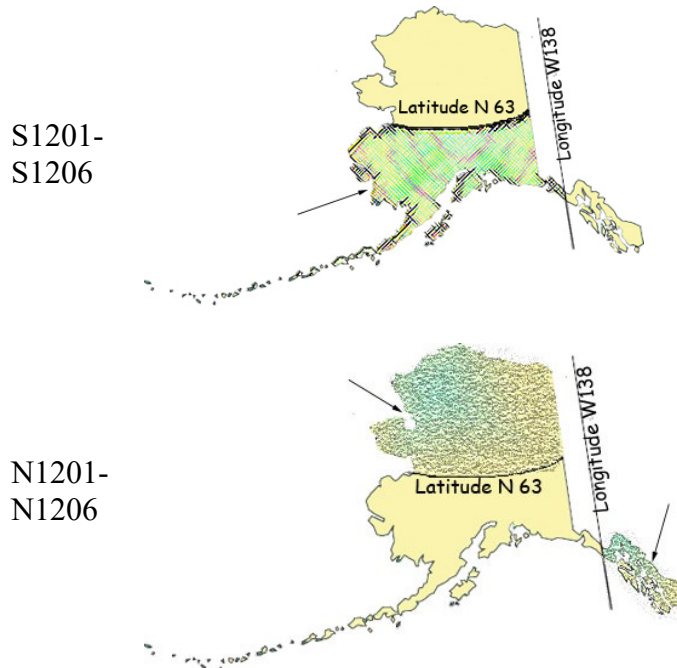 Latitude N 63
Longitude W138
S1201-
S1206
Longitude W138
Latitude N 63
N1201-
N1206